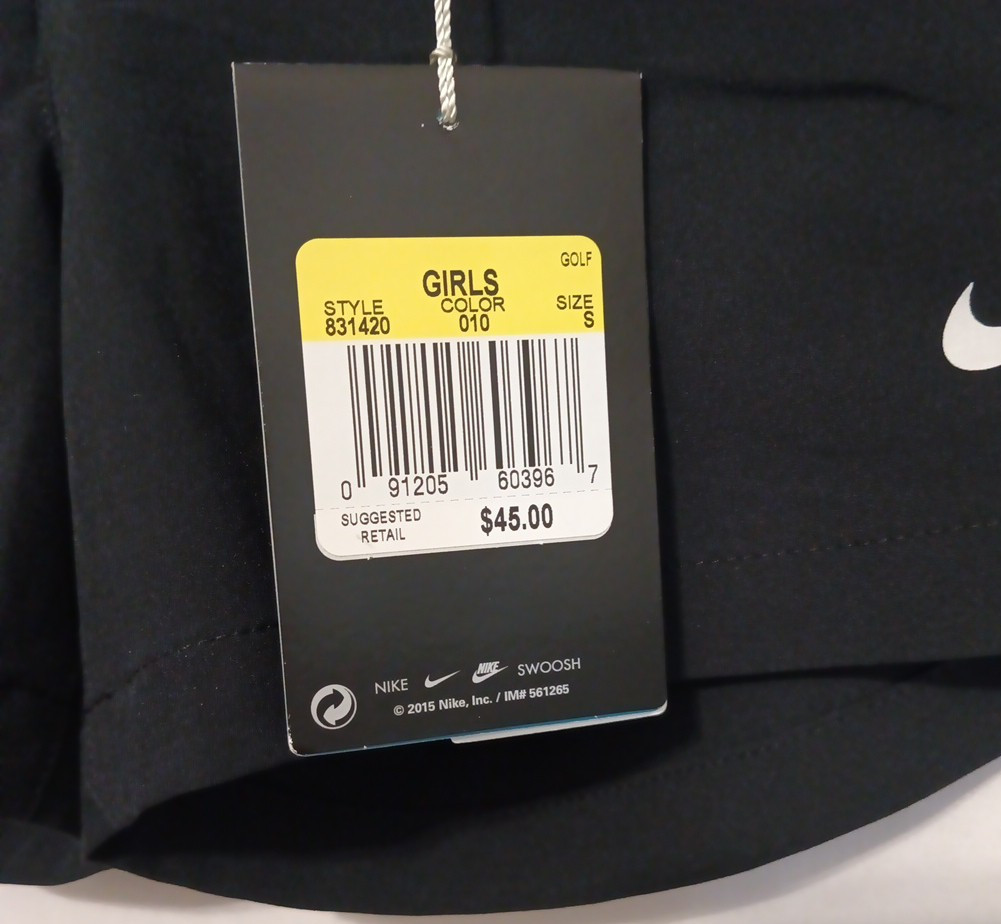 GOLF
GIRLS
STYLE COLOR SIZE
831420 010 S
0 91205 60396 7
SUGGESTED RETAIL $45.00
NIKE NIKE SWOOSH
© 2015 Nike, Inc. / IM# 561265